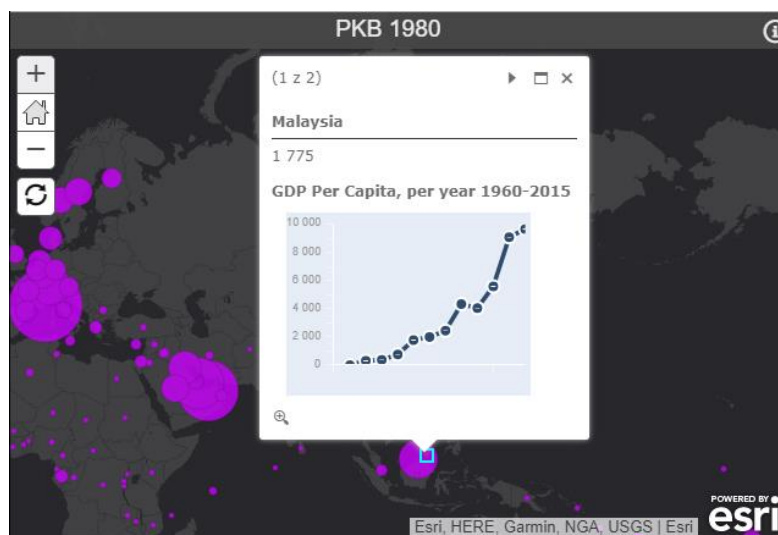 PKB 1980
(1 z 2)
Malaysia
1 775
GDP Per Capita, per year 1960-2015
10 000
8 000
6 000
4 000
2 000
0
POWERED BY
esri
Esri, HERE, Garmin, NGA, USGS | Esri